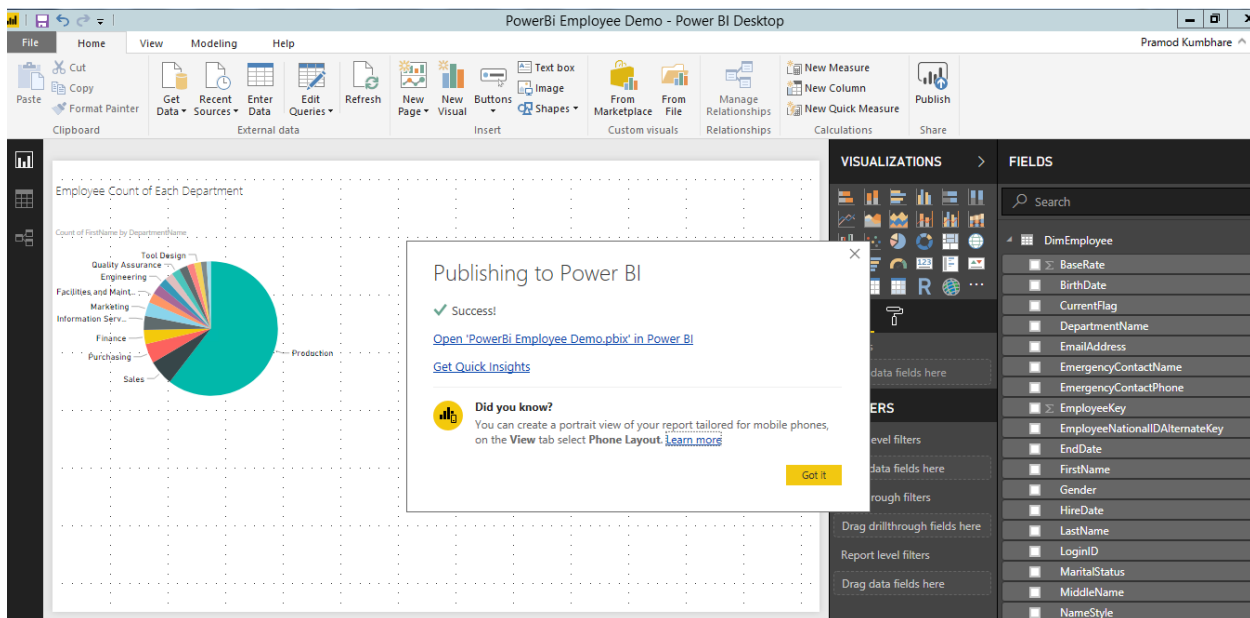 PowerBi Employee Demo - Power BI Desktop
File Home View Modeling Help
Pramod Kumbhare
Paste
Cut
Copy
Format Painter
Clipboard
Get Data
Recent Sources
Enter Data
Edit Queries
Refresh
External data
New Page
New Visual
Buttons
Text box
Image
Shapes
Insert
From Marketplace
From File
Custom visuals
Manage Relationships
Relationships
New Measure
New Column
New Quick Measure
Calculations
Publish
Share
Employee Count of Each Department
Count of FirstName by DepartmentName
Tool Design
Quality Assurance
Engineering
Facilities and Maint...
Marketing
Information Serv...
Finance
Purchasing
Sales
Production
Publishing to Power BI
Success!
Open 'PowerBi Employee Demo.pbix' in Power BI
Get Quick Insights
Did you know?
You can create a portrait view of your report tailored for mobile phones,
on the View tab select Phone Layout. Learn more
Got it
VISUALIZATIONS
123
R
data fields here
ERS
evel filters
data fields here
rough filters
Drag drillthrough fields here
Report level filters
Drag data fields here
FIELDS
Search
DimEmployee
Σ BaseRate
BirthDate
CurrentFlag
DepartmentName
EmailAddress
EmergencyContactName
EmergencyContactPhone
Σ EmployeeKey
EmployeeNationalIDAlternateKey
EndDate
FirstName
Gender
HireDate
LastName
LoginID
MaritalStatus
MiddleName
NameStyle